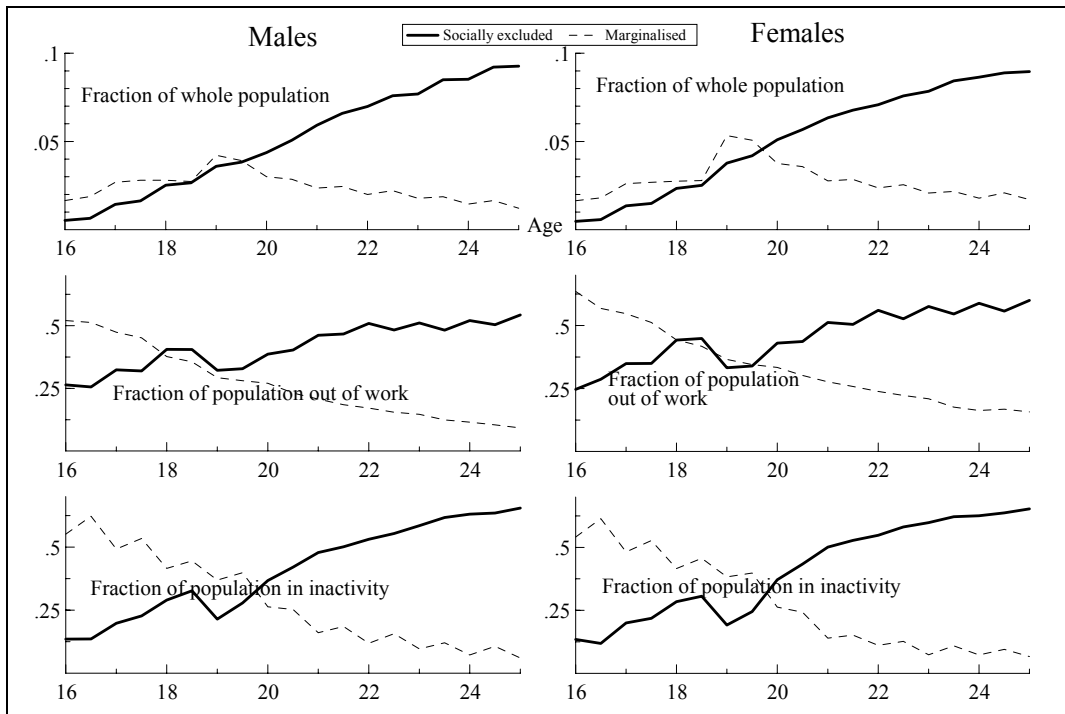 Males
Socially excluded
Marginalised
Females
.1
Fraction of whole population
.05
16 18 20 22 24
Age
Fraction of whole population
16 18 20 22 24
.5
.25
Fraction of population out of work
16 18 20 22 24
.5
.25
Fraction of population
out of work
16 18 20 22 24
.5
.25
Fraction of population in inactivity
16 18 20 22 24
.5
.25
Fraction of population in inactivity
16 18 20 22 24